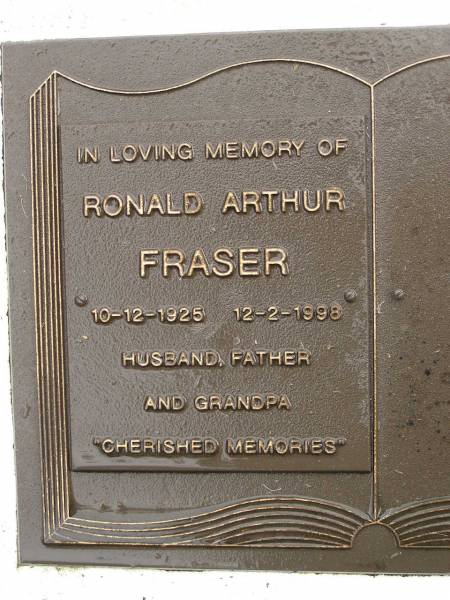 IN LOVING MEMORY OF
RONALD ARTHUR
FRASER
10-12-1925 12-2-1998
HUSBAND, FATHER
AND GRANDPA
"CHERISHED MEMORIES"